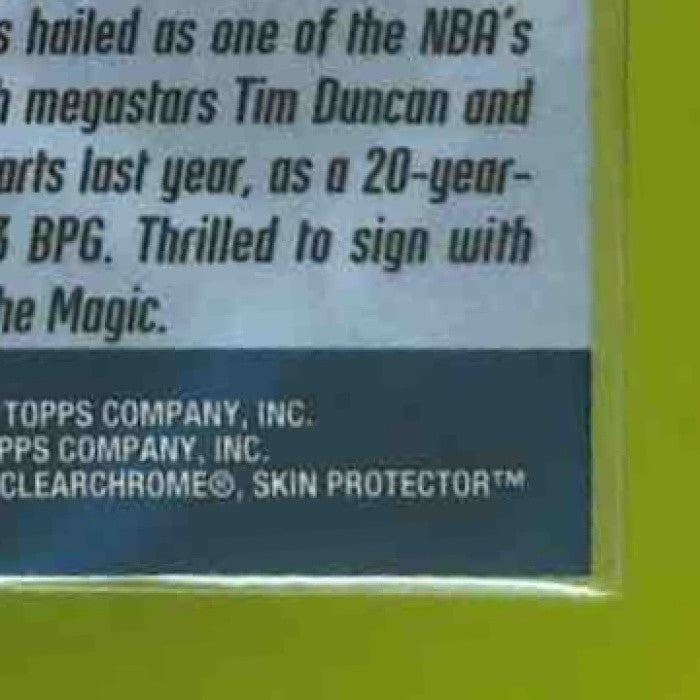 s hailed as one of the NBA's
h megastars Tim Duncan and
arts last year, as a 20-year-
BPG. Thrilled to sign with
he Magic.
TOPPS COMPANY, INC.
PPS COMPANY, INC.
CLEARCHROME®, SKIN PROTECTOR™